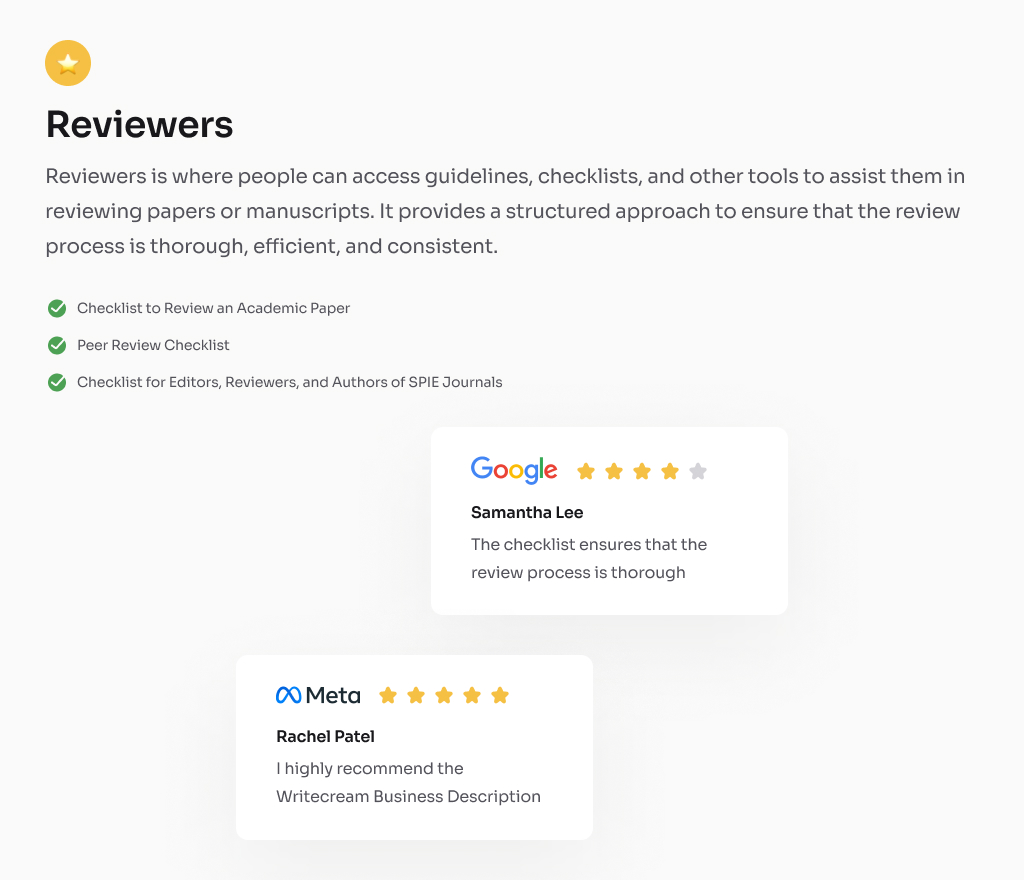 Reviewers
Reviewers is where people can access guidelines, checklists, and other tools to assist them in
reviewing papers or manuscripts. It provides a structured approach to ensure that the review
process is thorough, efficient, and consistent.
Checklist to Review an Academic Paper
Peer Review Checklist
Checklist for Editors, Reviewers, and Authors of SPIE Journals
Google
Samantha Lee
The checklist ensures that the
review process is thorough
Meta
Rachel Patel
I highly recommend the
Writecream Business Description